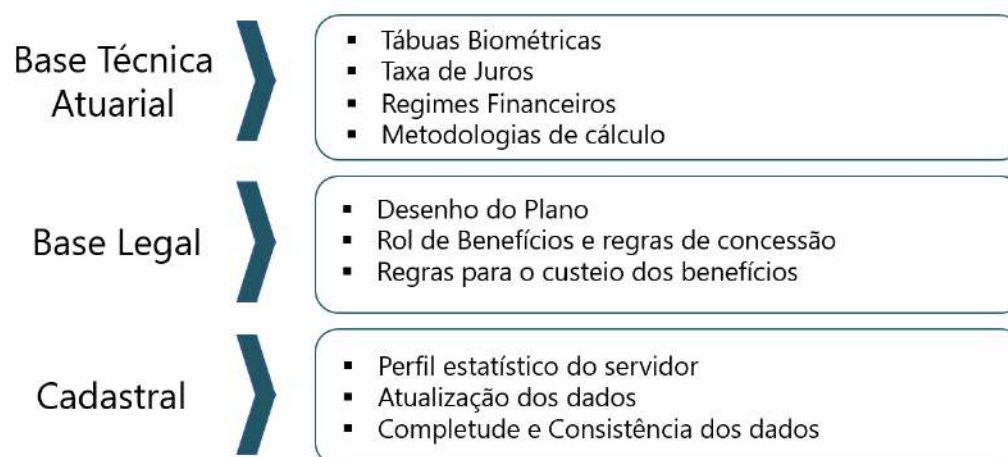 Base Técnica
Atuarial
▪ Tábuas Biométricas
▪ Taxa de Juros
▪ Regimes Financeiros
▪ Metodologias de cálculo
Base Legal
▪ Desenho do Plano
▪ Rol de Benefícios e regras de concessão
▪ Regras para o custeio dos benefícios
Cadastral
▪ Perfil estatístico do servidor
▪ Atualização dos dados
▪ Completude e Consistência dos dados